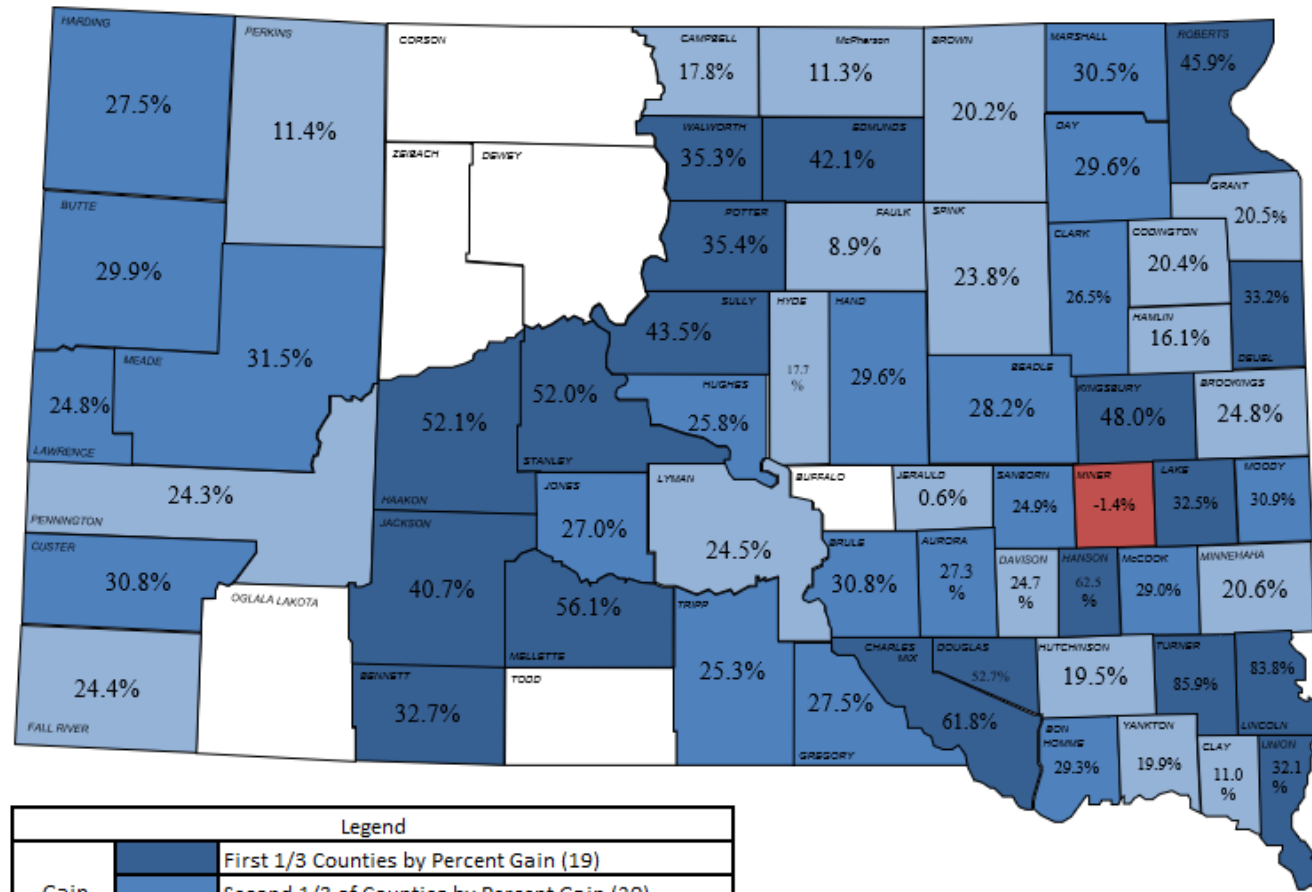 HARDING
27.5%
PERKINS
11.4%
CORSON
CAMPBELL
17.8%
McPherson
11.3%
BROWN
20.2%
MARSHALL
30.5%
ROBERTS
45.9%
WALWORTH
35.3%
EDMUNDS
42.1%
DAY
29.6%
ZEIBACH
DEWEY
GRANT
20.5%
BUTTE
29.9%
POTTER
35.4%
FAULK
8.9%
SPINK
23.8%
CLARK
26.5%
CODINGTON
20.4%
HAMLIN
16.1%
33.2%
DEUEL
MEADE
31.5%
SULLY
43.5%
HYDE
17.7
%
HAND
29.6%
24.8%
LAWRENCE
52.1%
HAAKON
52.0%
STANLEY
HUGHES
25.8%
BEADLE
28.2%
KINGSBURY
48.0%
BROOKINGS
24.8%
24.3%
PENNINGTON
JONES
27.0%
LYMAN
24.5%
BUFFALO
JERAULD
0.6%
SANBORN
24.9%
MINER
-1.4%
LAKE
32.5%
MOODY
30.9%
CUSTER
30.8%
OGLALA LAKOTA
JACKSON
40.7%
56.1%
MELLETTE
BRULE
30.8%
AURORA
27.3
%
DAVISON
24.7
%
HANSON
62.5
%
McCOOK
29.0%
MINNEHAHA
20.6%
24.4%
FALL RIVER
BENNETT
32.7%
TODD
TRIPP
25.3%
27.5%
GREGORY
CHARLES
MIX
61.8%
DOUGLAS
52.7%
HUTCHINSON
19.5%
TURNER
85.9%
83.8%
LINCOLN
BON
HOMME
29.3%
YANKTON
19.9%
CLAY
11.0
%
UNION
32.1
%
Legend
First 1/3 Counties by Percent Gain (19)
Gain